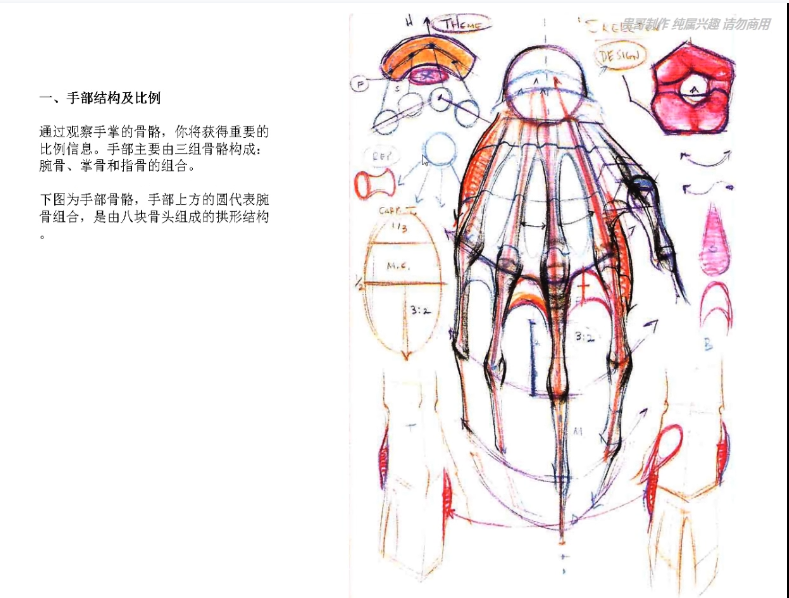 墨哥制作 纯属兴趣 请勿商用
一、手部结构及比例
通过观察手掌的骨骼，你将获得重要的
比例信息。手部主要由三组骨骼构成：
腕骨、掌骨和指骨的组合。
下图为手部骨骼，手部上方的圆代表腕
骨组合，是由八块骨头组成的拱形结构
。
H
THEME
DESIGN
P
S
A
1/3
M.C.
1/2
3:2
3:2
M
B